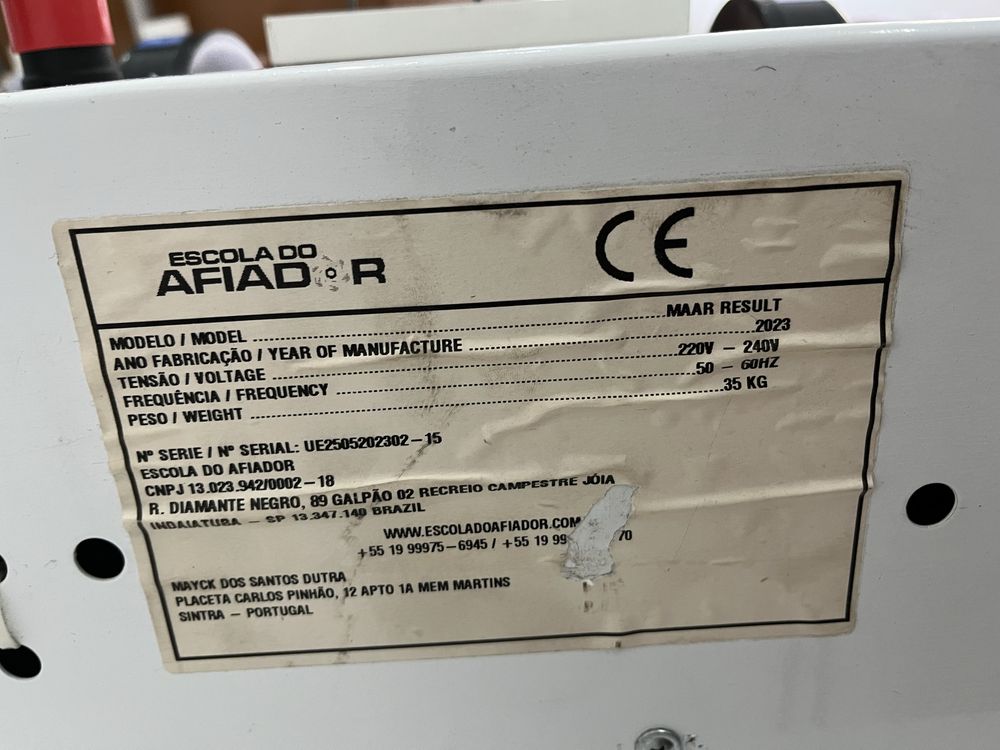 ESCOLA DO
AFIADOR
CE
MODELO / MODEL ........ MAAR RESULT
ANO FABRICAÇÃO / YEAR OF MANUFACTURE ........ 2023
TENSÃO / VOLTAGE ........ 220V – 240V
FREQUÊNCIA / FREQUENCY ........ 50 – 60HZ
PESO / WEIGHT ........ 35 KG
Nº SERIE / Nº SERIAL: UE2505202302-15
ESCOLA DO AFIADOR
CNPJ 13.023.942/0002-18
R. DIAMANTE NEGRO, 89 GALPÃO 02 RECREIO CAMPESTRE JÓIA
INDAIATUBA – SP 13.347.140 BRAZIL
WWW.ESCOLADOAFIADOR.COM
+55 19 99975-6945 / +55 19 99 70
MAYCK DOS SANTOS DUTRA
PLACETA CARLOS PINHÃO, 12 APTO 1A MEM MARTINS
SINTRA – PORTUGAL